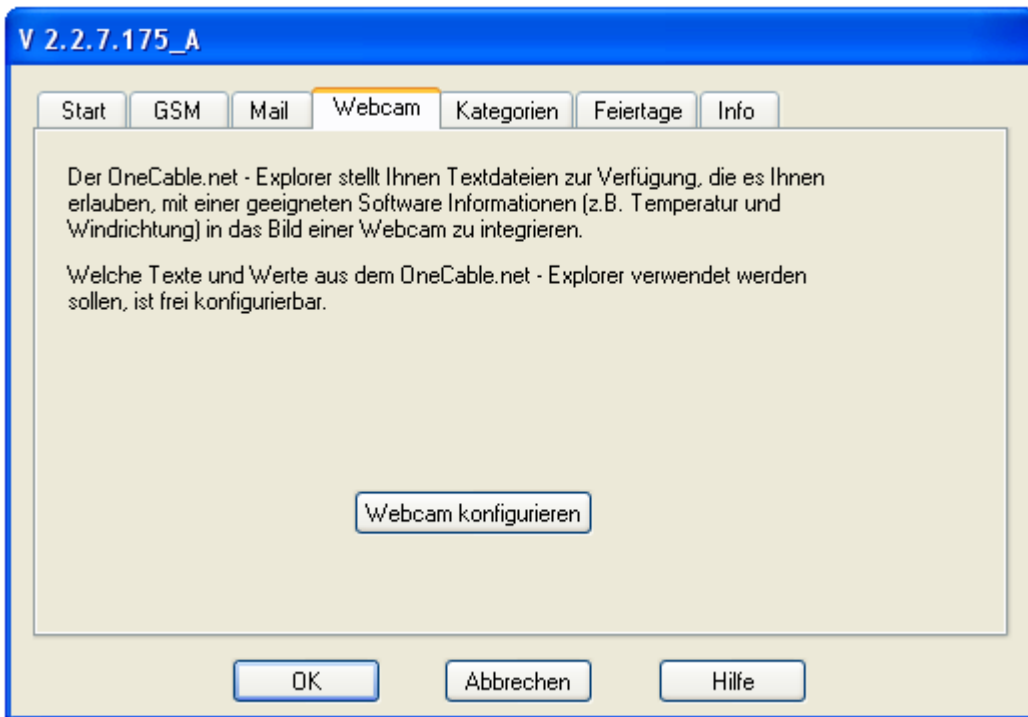 V 2.2.7.175_A
Start GSM Mail Webcam Kategorien Feiertage Info
Der OneCable.net - Explorer stellt Ihnen Textdateien zur Verfügung, die es Ihnen
erlauben, mit einer geeigneten Software Informationen (z.B. Temperatur und
Windrichtung) in das Bild einer Webcam zu integrieren.
Welche Texte und Werte aus dem OneCable.net - Explorer verwendet werden
sollen, ist frei konfigurierbar.
Webcam konfigurieren
OK Abbrechen Hilfe